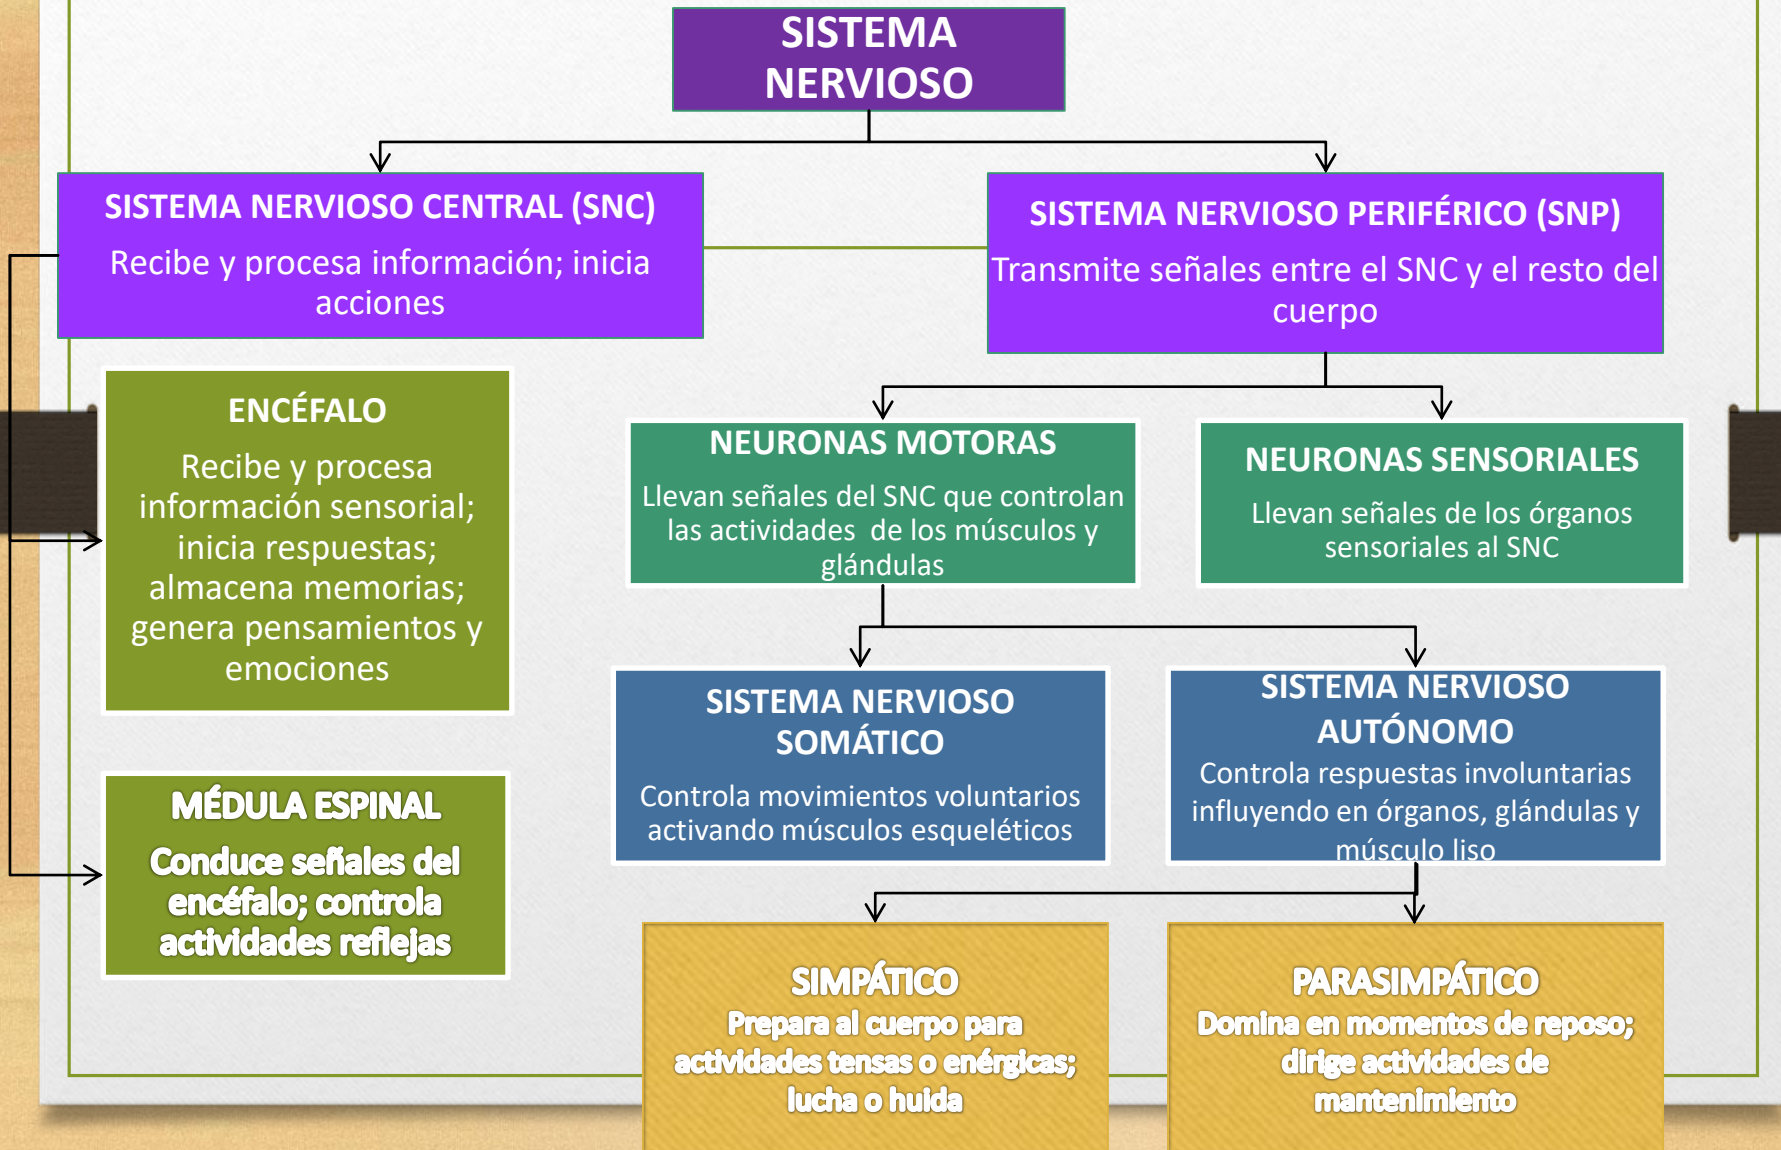 SISTEMA
NERVIOSO
SISTEMA NERVIOSO CENTRAL (SNC)
Recibe y procesa información; inicia
acciones
SISTEMA NERVIOSO PERIFÉRICO (SNP)
Transmite señales entre el SNC y el resto del
cuerpo
ENCÉFALO
Recibe y procesa
información sensorial;
inicia respuestas;
almacena memorias;
genera pensamientos y
emociones
NEURONAS MOTORAS
Llevan señales del SNC que controlan
las actividades de los músculos y
glándulas
NEURONAS SENSORIALES
Llevan señales de los órganos
sensoriales al SNC
SISTEMA NERVIOSO
SOMÁTICO
Controla movimientos voluntarios
activando músculos esqueléticos
SISTEMA NERVIOSO
AUTÓNOMO
Controla respuestas involuntarias
influyendo en órganos, glándulas y
músculo liso
MÉDULA ESPINAL
Conduce señales del
encéfalo; controla
actividades reflejas
SIMPÁTICO
Prepara al cuerpo para
actividades tensas o enérgicas;
lucha o huida
PARASIMPÁTICO
Domina en momentos de reposo;
dirige actividades de
mantenimiento